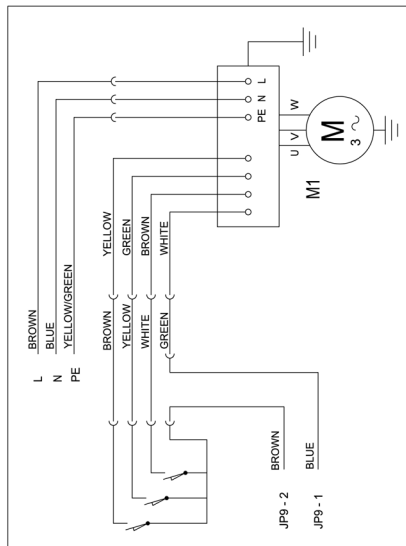 L
N
PE
W
V
U
M
3 ~
M1
YELLOW
GREEN
BROWN
WHITE
BROWN
YELLOW
WHITE
GREEN
BROWN
BLUE
YELLOW/GREEN
L
N
PE
BROWN
BLUE
JP9 - 2
JP9 - 1